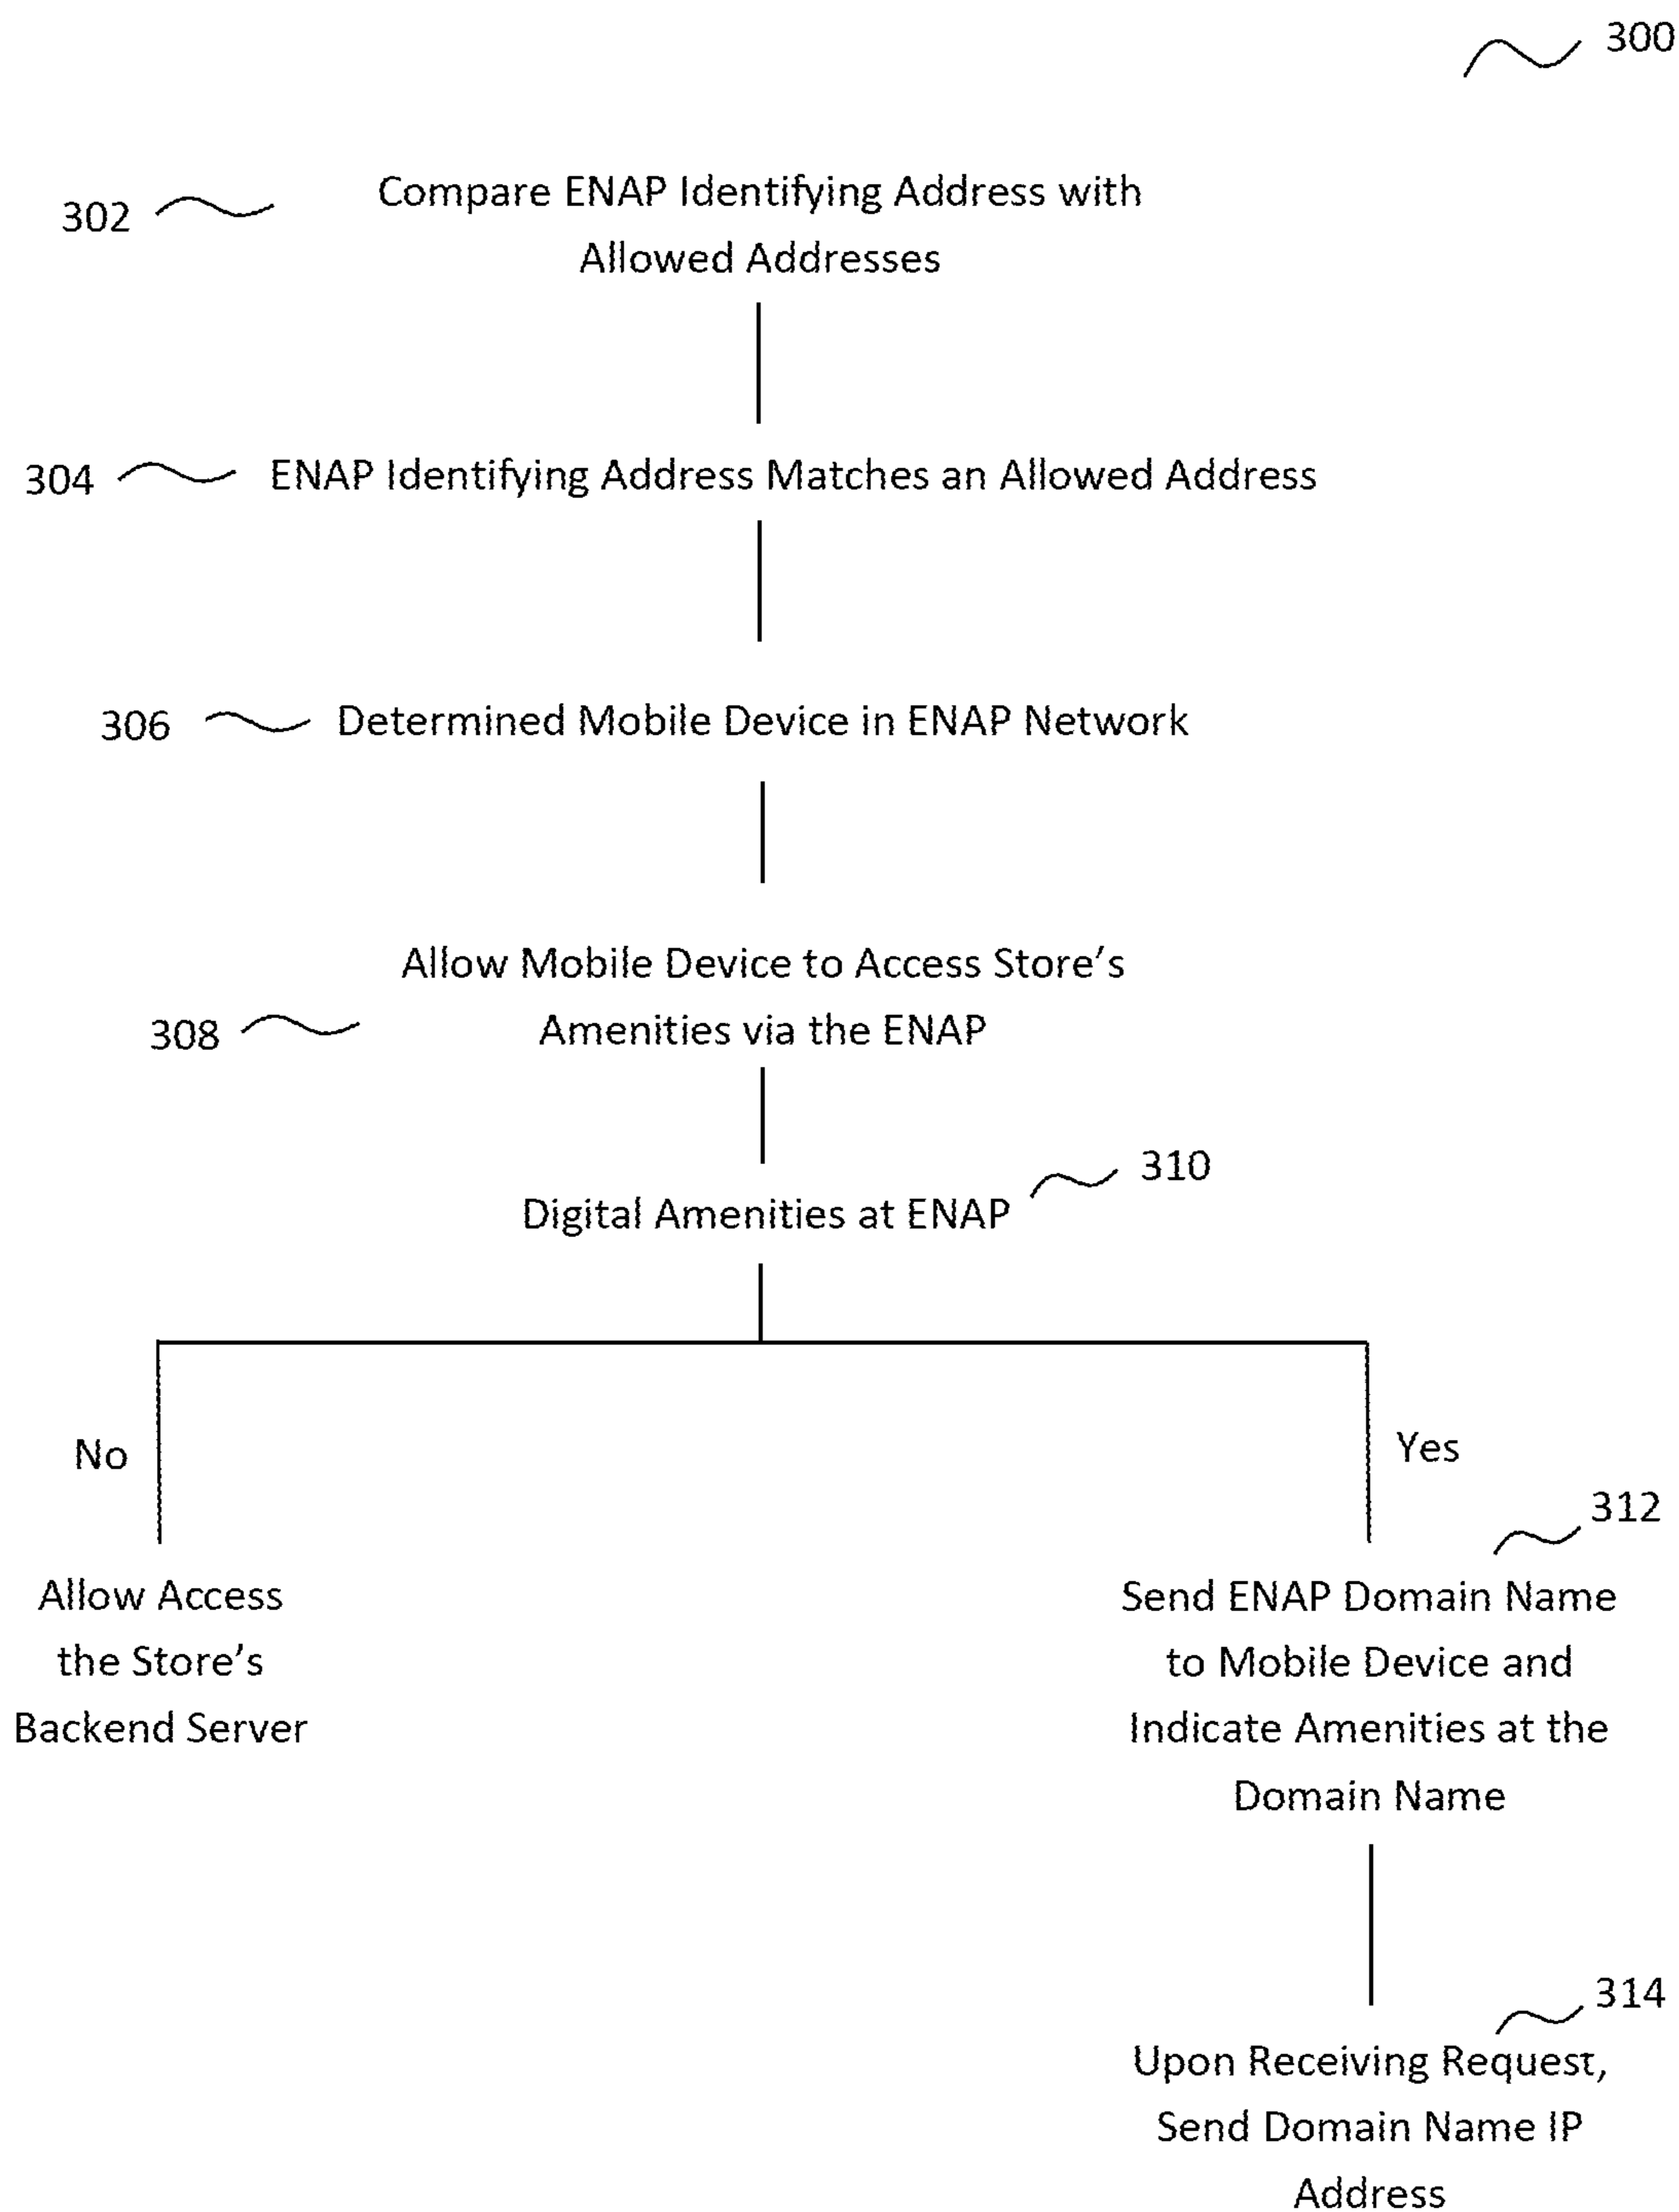 300
302
Compare ENAP Identifying Address with
Allowed Addresses
304
ENAP Identifying Address Matches an Allowed Address
306
Determined Mobile Device in ENAP Network
Allow Mobile Device to Access Store's
308
Amenities via the ENAP
310
Digital Amenities at ENAP
No
Yes
312
Allow Access
the Store's
Backend Server
Send ENAP Domain Name
to Mobile Device and
Indicate Amenities at the
Domain Name
314
Upon Receiving Request,
Send Domain Name IP
Address